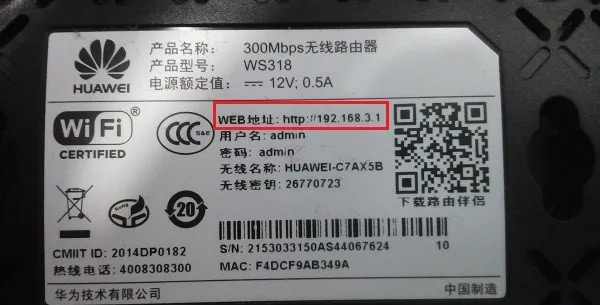 HUAWEI
产品名称: 300Mbps无线路由器
产品型号: WS318
电源额定值: 12V; 0.5A
WEB地址: http://192.168.3.1
用户名: admin
密码: admin
无线名称: HUAWEI-C7AX5B
无线密钥: 26770723
WiFi
CERTIFIED
CCC S&E
下载路由伴侣
20
CMIIT ID: 2014DP0182
热线电话: 4008308300
S/N: 2153033150AS44067624 10
MAC: F4DCF9AB349A
华为技术有限公司
中国制造